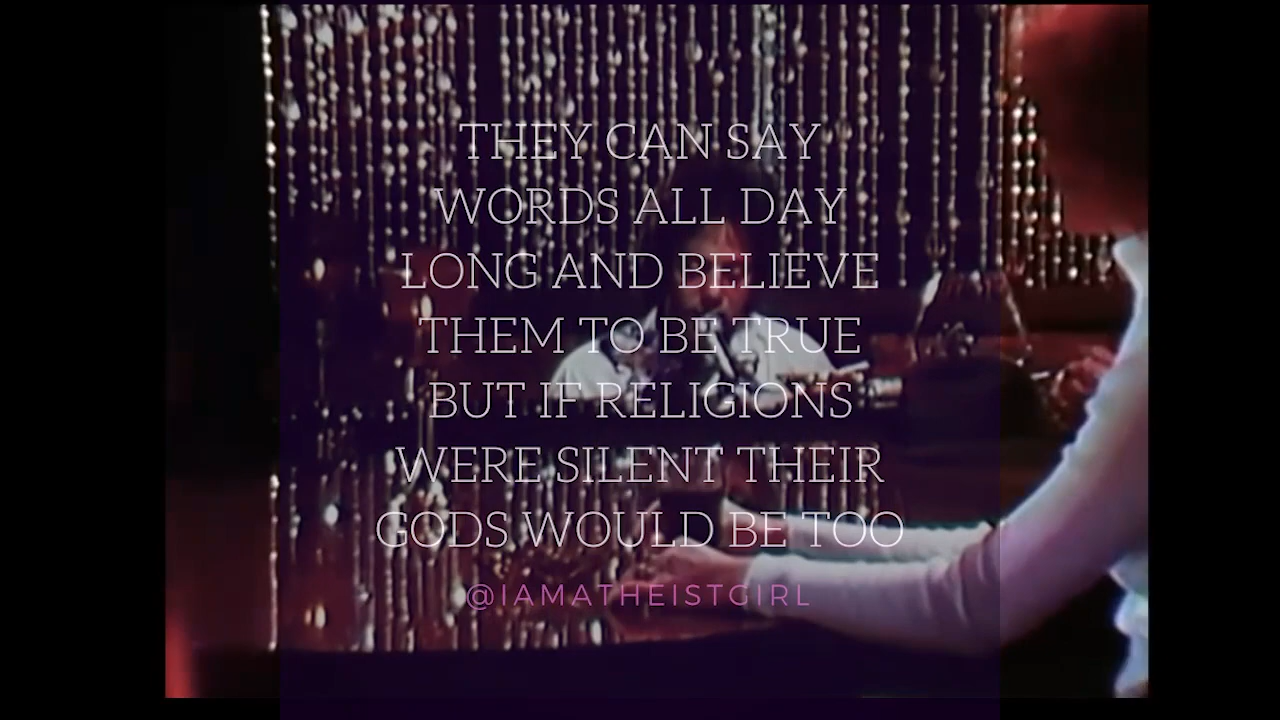 THEY CAN SAY
WORDS ALL DAY
LONG AND BELIEVE
THEM TO BE TRUE
BUT IF RELIGIONS
WERE SILENT THEIR
GODS WOULD BE TOO
@IAMATHEISTGIRL